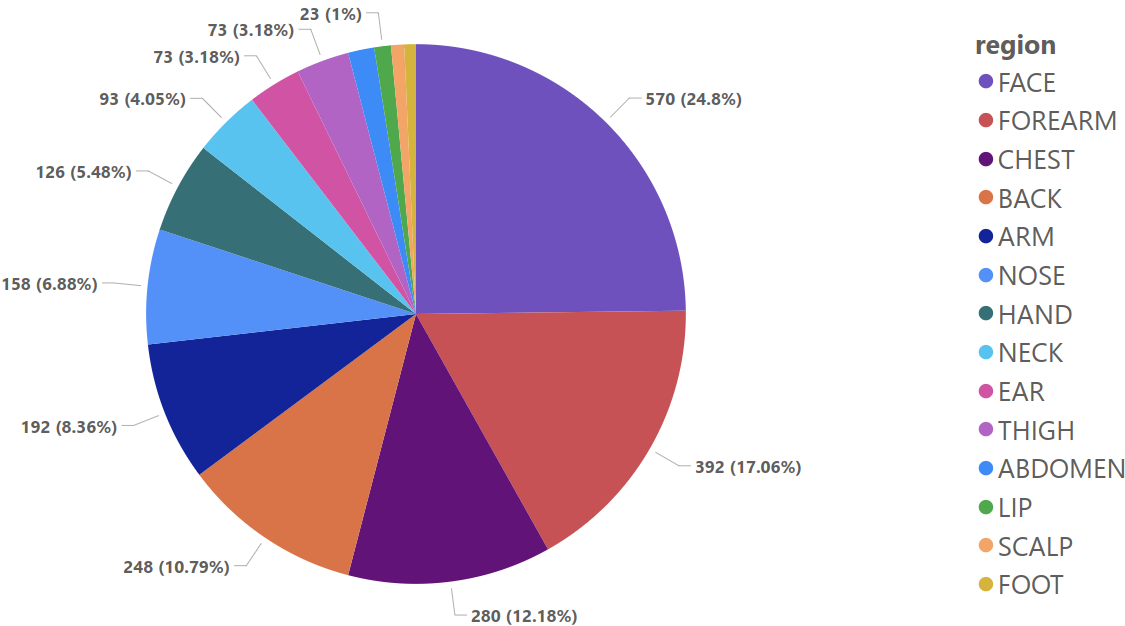 23 (1%)
73 (3.18%)
73 (3.18%)
93 (4.05%)
126 (5.48%)
158 (6.88%)
192 (8.36%)
248 (10.79%)
280 (12.18%)
392 (17.06%)
570 (24.8%)
region
FACE
FOREARM
CHEST
BACK
ARM
NOSE
HAND
NECK
EAR
THIGH
ABDOMEN
LIP
SCALP
FOOT